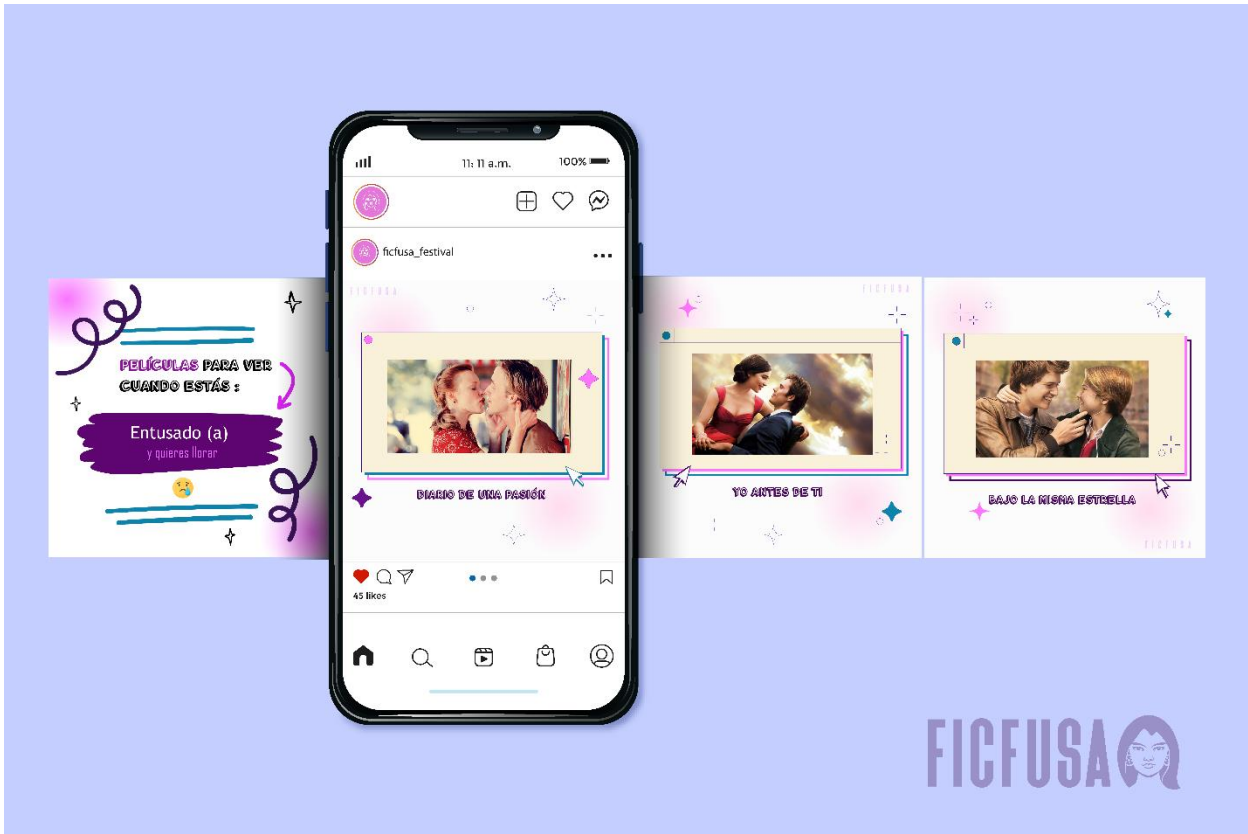 PELÍCULAS PARA VER
CUANDO ESTÁS :
Entusado (a)
y quieres llorar
11: 11 a.m.
100%
ficfusa_festival
FICFUSA
DIARIO DE UNA PASIÓN
45 likes
FICFUSA
YO ANTES DE TI
BAJO LA MISMA ESTRELLA
FICFUSA
FICFUSA